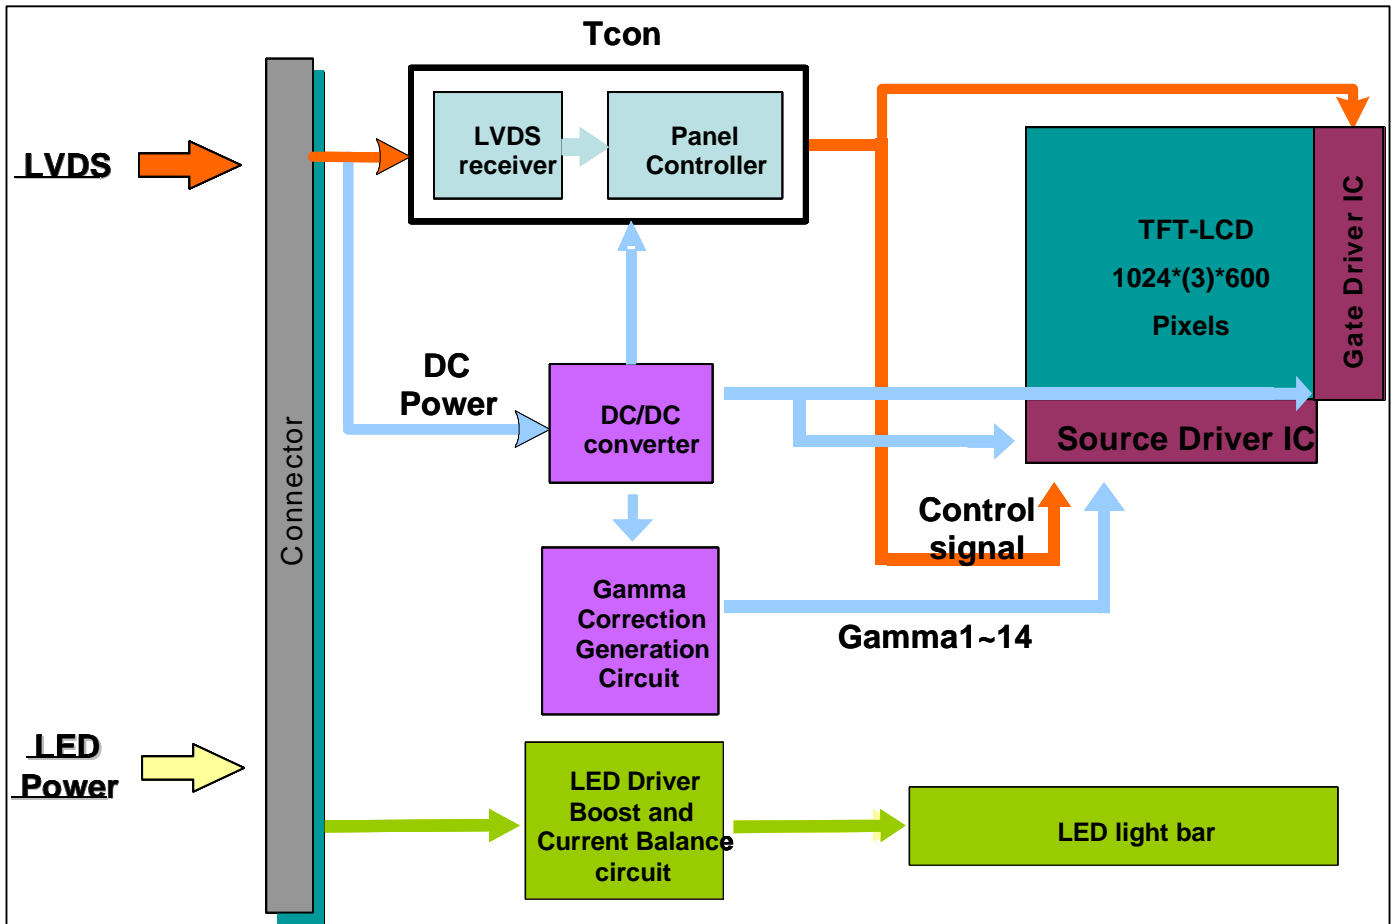 Tcon
LVDS
LVDS
receiver
Panel
Controller
TFT-LCD
1024*(3)*600
Pixels
Gate Driver IC
DC
Power
DC/DC
converter
Source Driver IC
Connector
Control
signal
Gamma
Correction
Generation
Circuit
Gamma1~14
LED
Power
LED Driver
Boost and
Current Balance
circuit
LED light bar